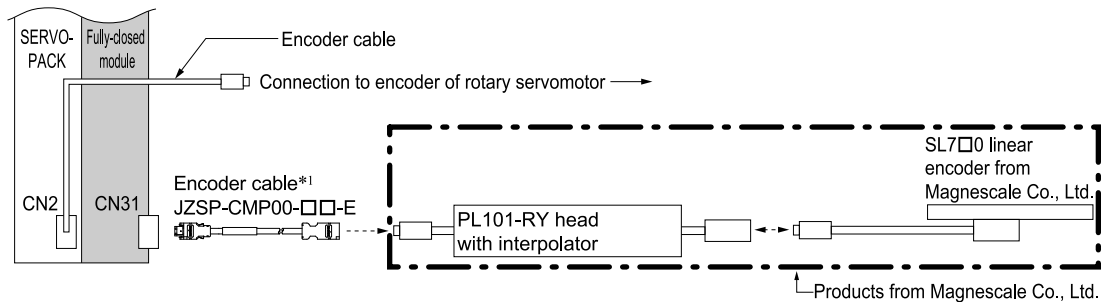 SERVO-
PACK
Fully-closed
module
Encoder cable
Connection to encoder of rotary servomotor
CN2
CN31
Encoder cable*1
JZSP-CMP00-□□-E
PL101-RY head
with interpolator
SL7□0 linear
encoder from
Magnescale Co., Ltd.
Products from Magnescale Co., Ltd.